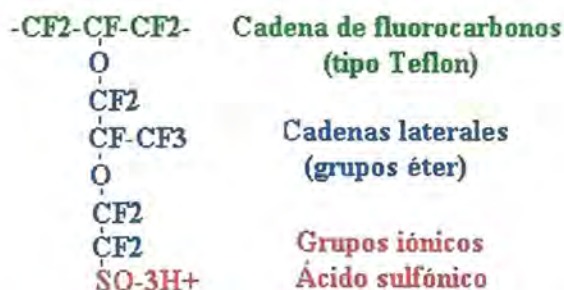 -CF2-CF-CF2- Cadena de fluorocarbonos
O (tipo Teflon)
CF2
CF-CF3 Cadenas laterales
O (grupos éter)
CF2
CF2 Grupos iónicos
SO-3H+ Ácido sulfónico